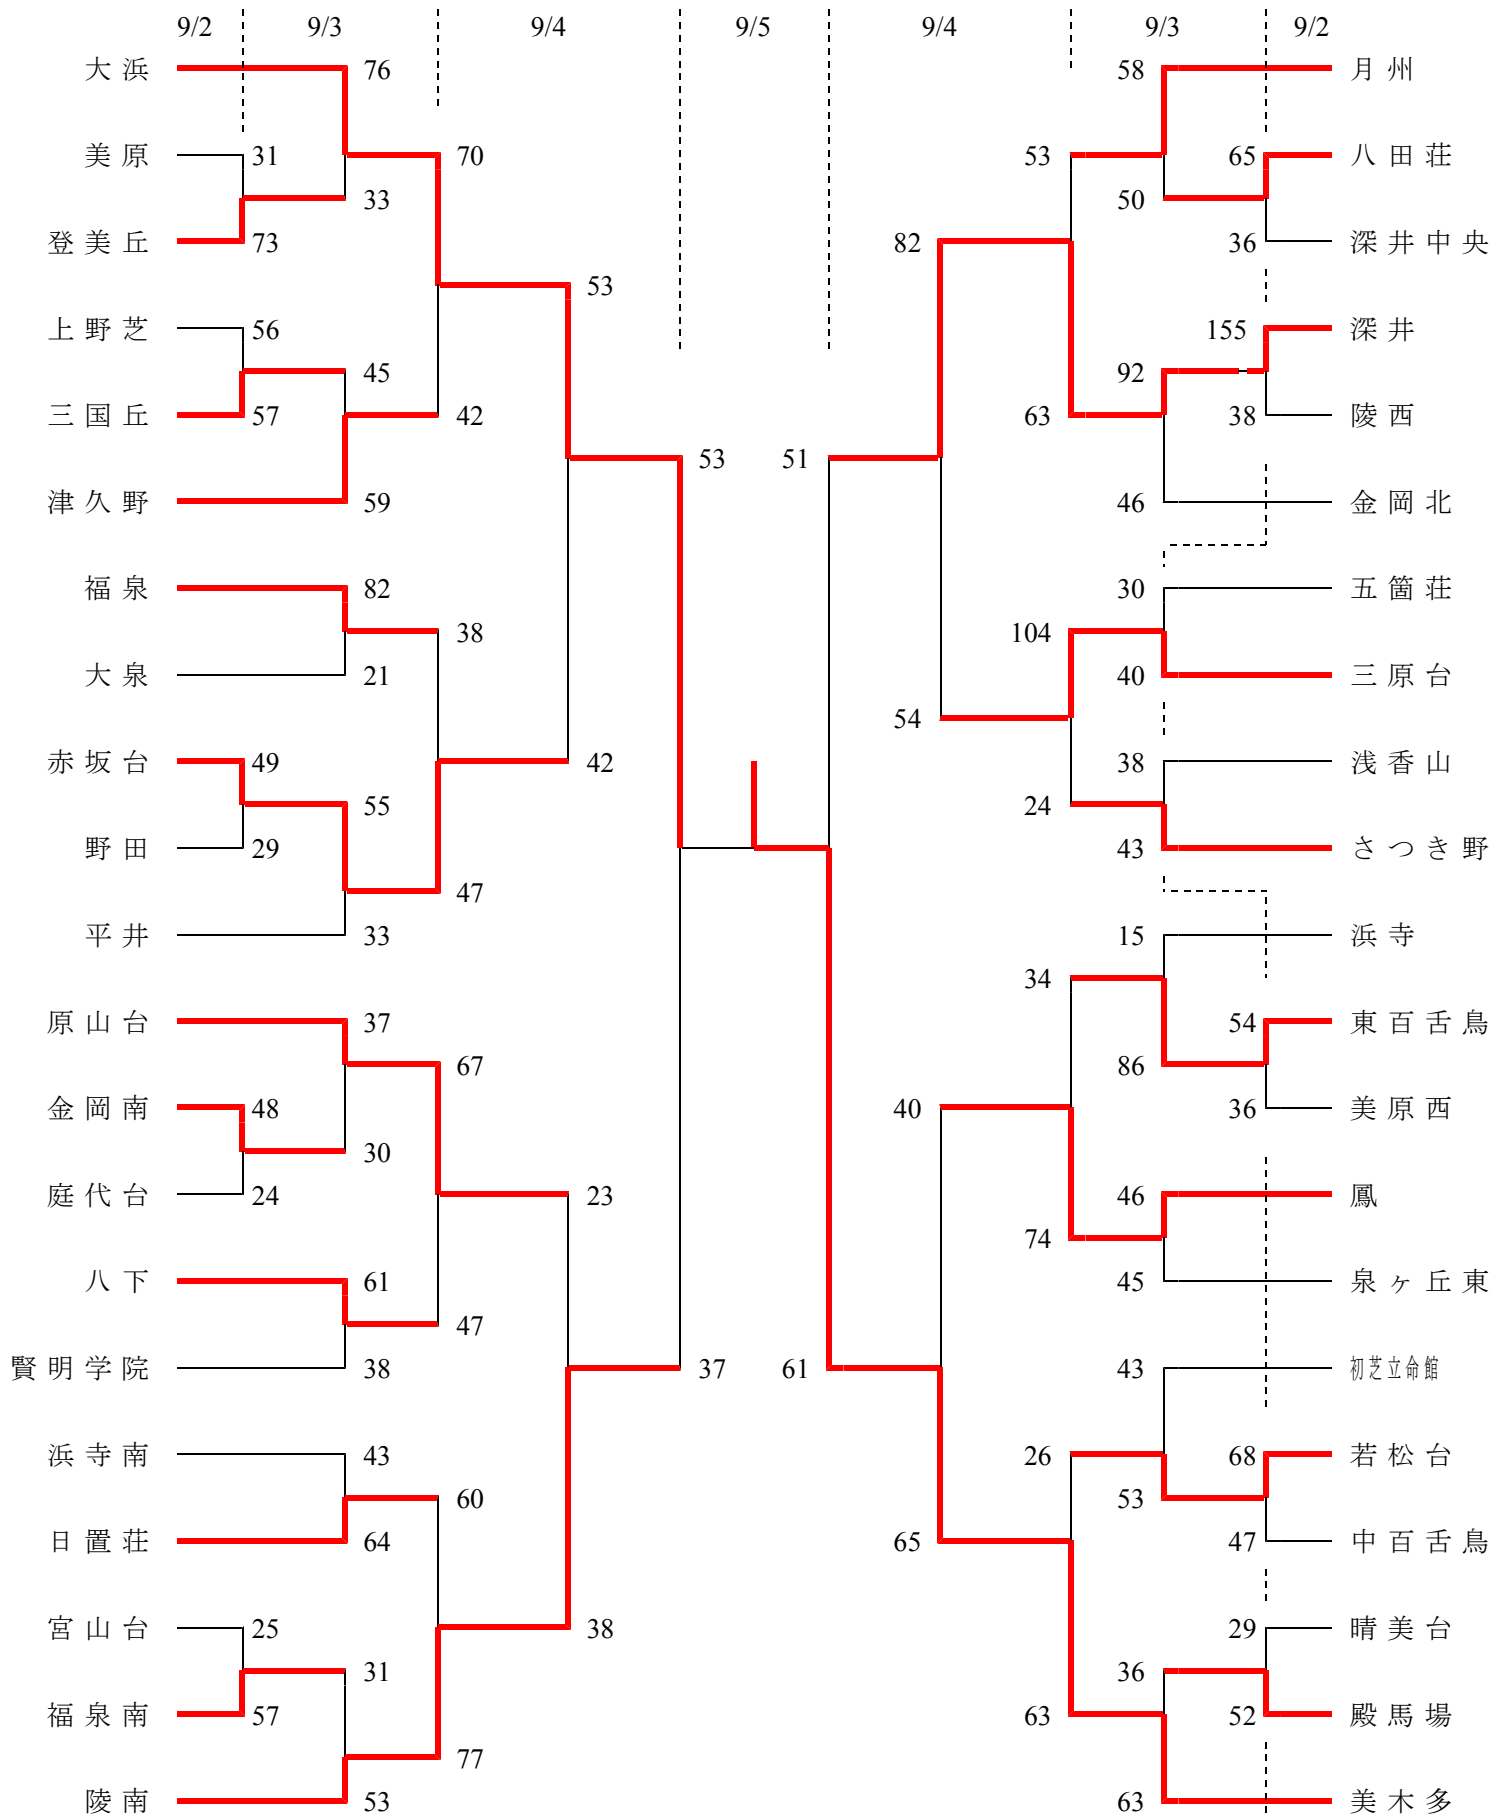 9/2 9/3 9/4 9/5 9/4 9/3 9/2
大浜 76 58 月州
美原 31 70 53 65 八田荘
33 50
登美丘 73 82 36 深井中央
53
上野芝 56 155 深井
45 92
三国丘 57 42 63 38 陵西
53 51
津久野 59 46 金岡北
福泉 82 30 五箇荘
38 104
大泉 21 40 三原台
54
赤坂台 49 42 38 浅香山
55 24
野田 29 43 さつき野
47
平井 33 15 浜寺
34
原山台 37 54 東百舌鳥
67 86
金岡南 48 40 36 美原西
30
庭代台 24 23 46 鳳
74
八下 61 45 泉ヶ丘東
47
賢明学院 38 37 61 43 初芝立命館
浜寺南 43 26 68 若松台
60 53
日置荘 64 65 47 中百舌鳥
宮山台 25 38 29 晴美台
31 36
福泉南 57 63 52 殿馬場
77
陵南 53 63 美木多